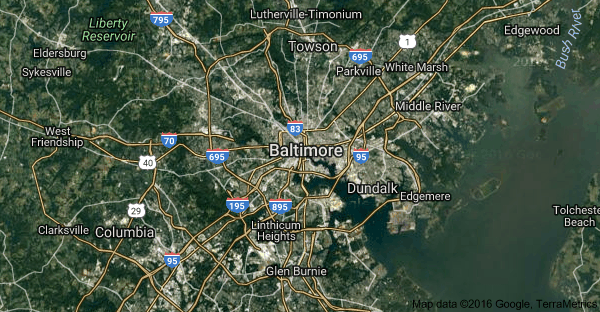 795
Lutherville-Timonium
Liberty
Reservoir
Edgewood
Bush River
1
Towson
Eldersburg
695
Sykesville
Parkville
White Marsh
Middle River
83
West
Friendship
70
Baltimore
40
695
95
Dundalk
Edgemere
195
895
29
Tolchester
Beach
Linthicum
Heights
Clarksville
Columbia
95
Glen Burnie
Map data ©2016 Google, TerraMetrics